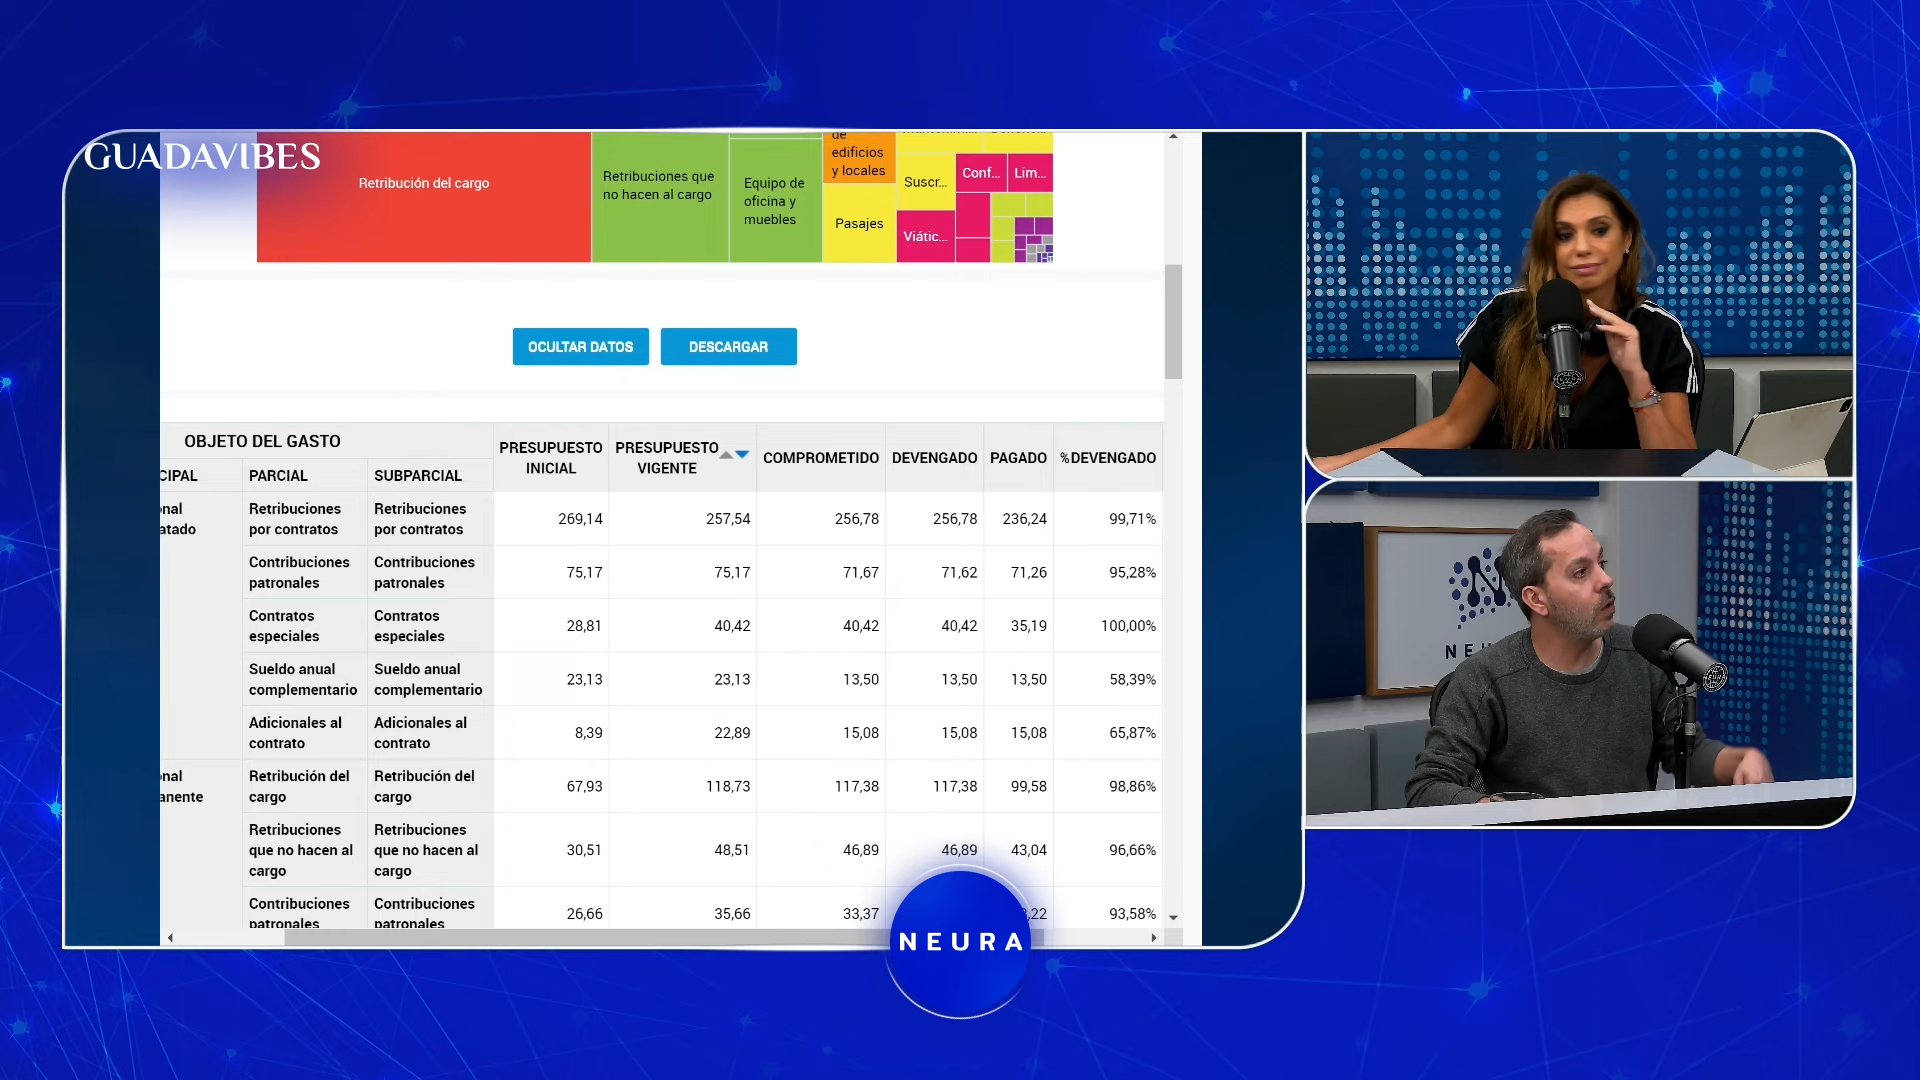 GUADAVIBES
Retribución del cargo
Retribuciones que
no hacen al cargo
Equipo de
oficina y
muebles
de
edificios
y locales
Pasajes
Suscr...
Viátic...
Conf...
Lim...
OCULTAR DATOS
DESCARGAR
OBJETO DEL GASTO
CIPAL
PARCIAL
SUBPARCIAL
PRESUPUESTO
INICIAL
PRESUPUESTO
VIGENTE
COMPROMETIDO
DEVENGADO
PAGADO
%DEVENGADO
nal
atado
Retribuciones
por contratos
Retribuciones
por contratos
269,14
257,54
256,78
256,78
236,24
99,71%
Contribuciones
patronales
Contribuciones
patronales
75,17
75,17
71,67
71,62
71,26
95,28%
Contratos
especiales
Contratos
especiales
28,81
40,42
40,42
40,42
35,19
100,00%
Sueldo anual
complementario
Sueldo anual
complementario
23,13
23,13
13,50
13,50
13,50
58,39%
Adicionales al
contrato
Adicionales al
contrato
8,39
22,89
15,08
15,08
15,08
65,87%
nal
anente
Retribución del
cargo
Retribución del
cargo
67,93
118,73
117,38
117,38
99,58
98,86%
Retribuciones
que no hacen al
cargo
Retribuciones
que no hacen al
cargo
30,51
48,51
46,89
46,89
43,04
96,66%
Contribuciones
patronales
Contribuciones
patronales
26,66
35,66
33,37
,22
93,58%
NEURA